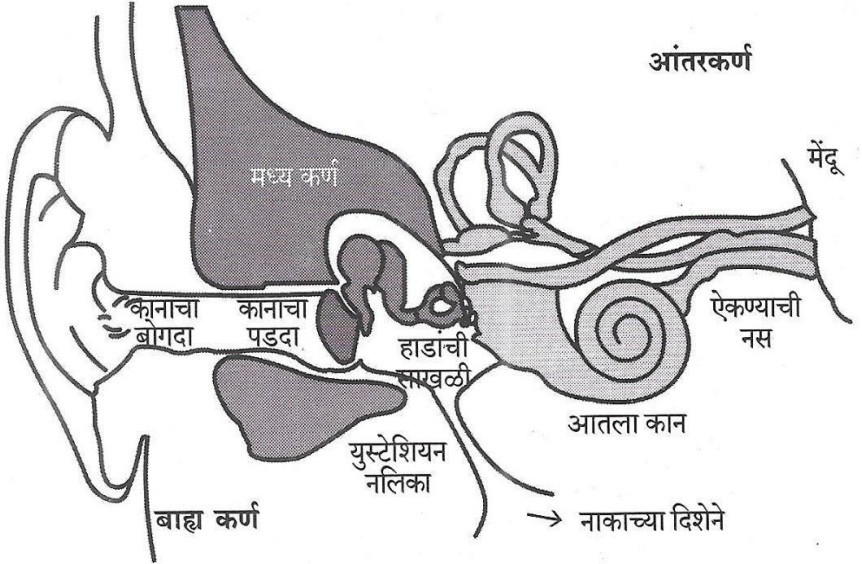 आंतरकर्ण
मेंदू
मध्य कर्ण
कानाचा
बोगदा
कानाचा
पडदा
हाडांची
साखळी
ऐकण्याची
नस
आतला कान
युस्टेशियन
नलिका
बाह्य कर्ण
→ नाकाच्या दिशेने